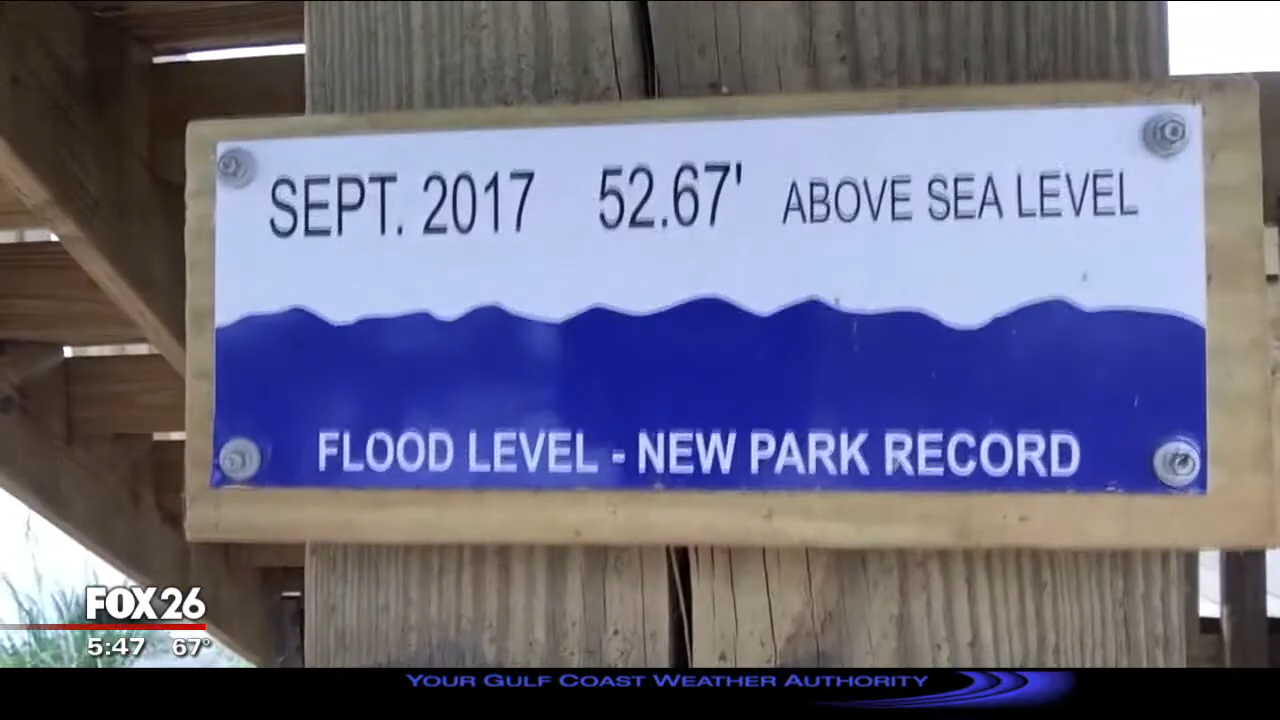 SEPT. 2017 52.67' ABOVE SEA LEVEL
FLOOD LEVEL - NEW PARK RECORD
FOX 26
5:47 67°
YOUR GULF COAST WEATHER AUTHORITY